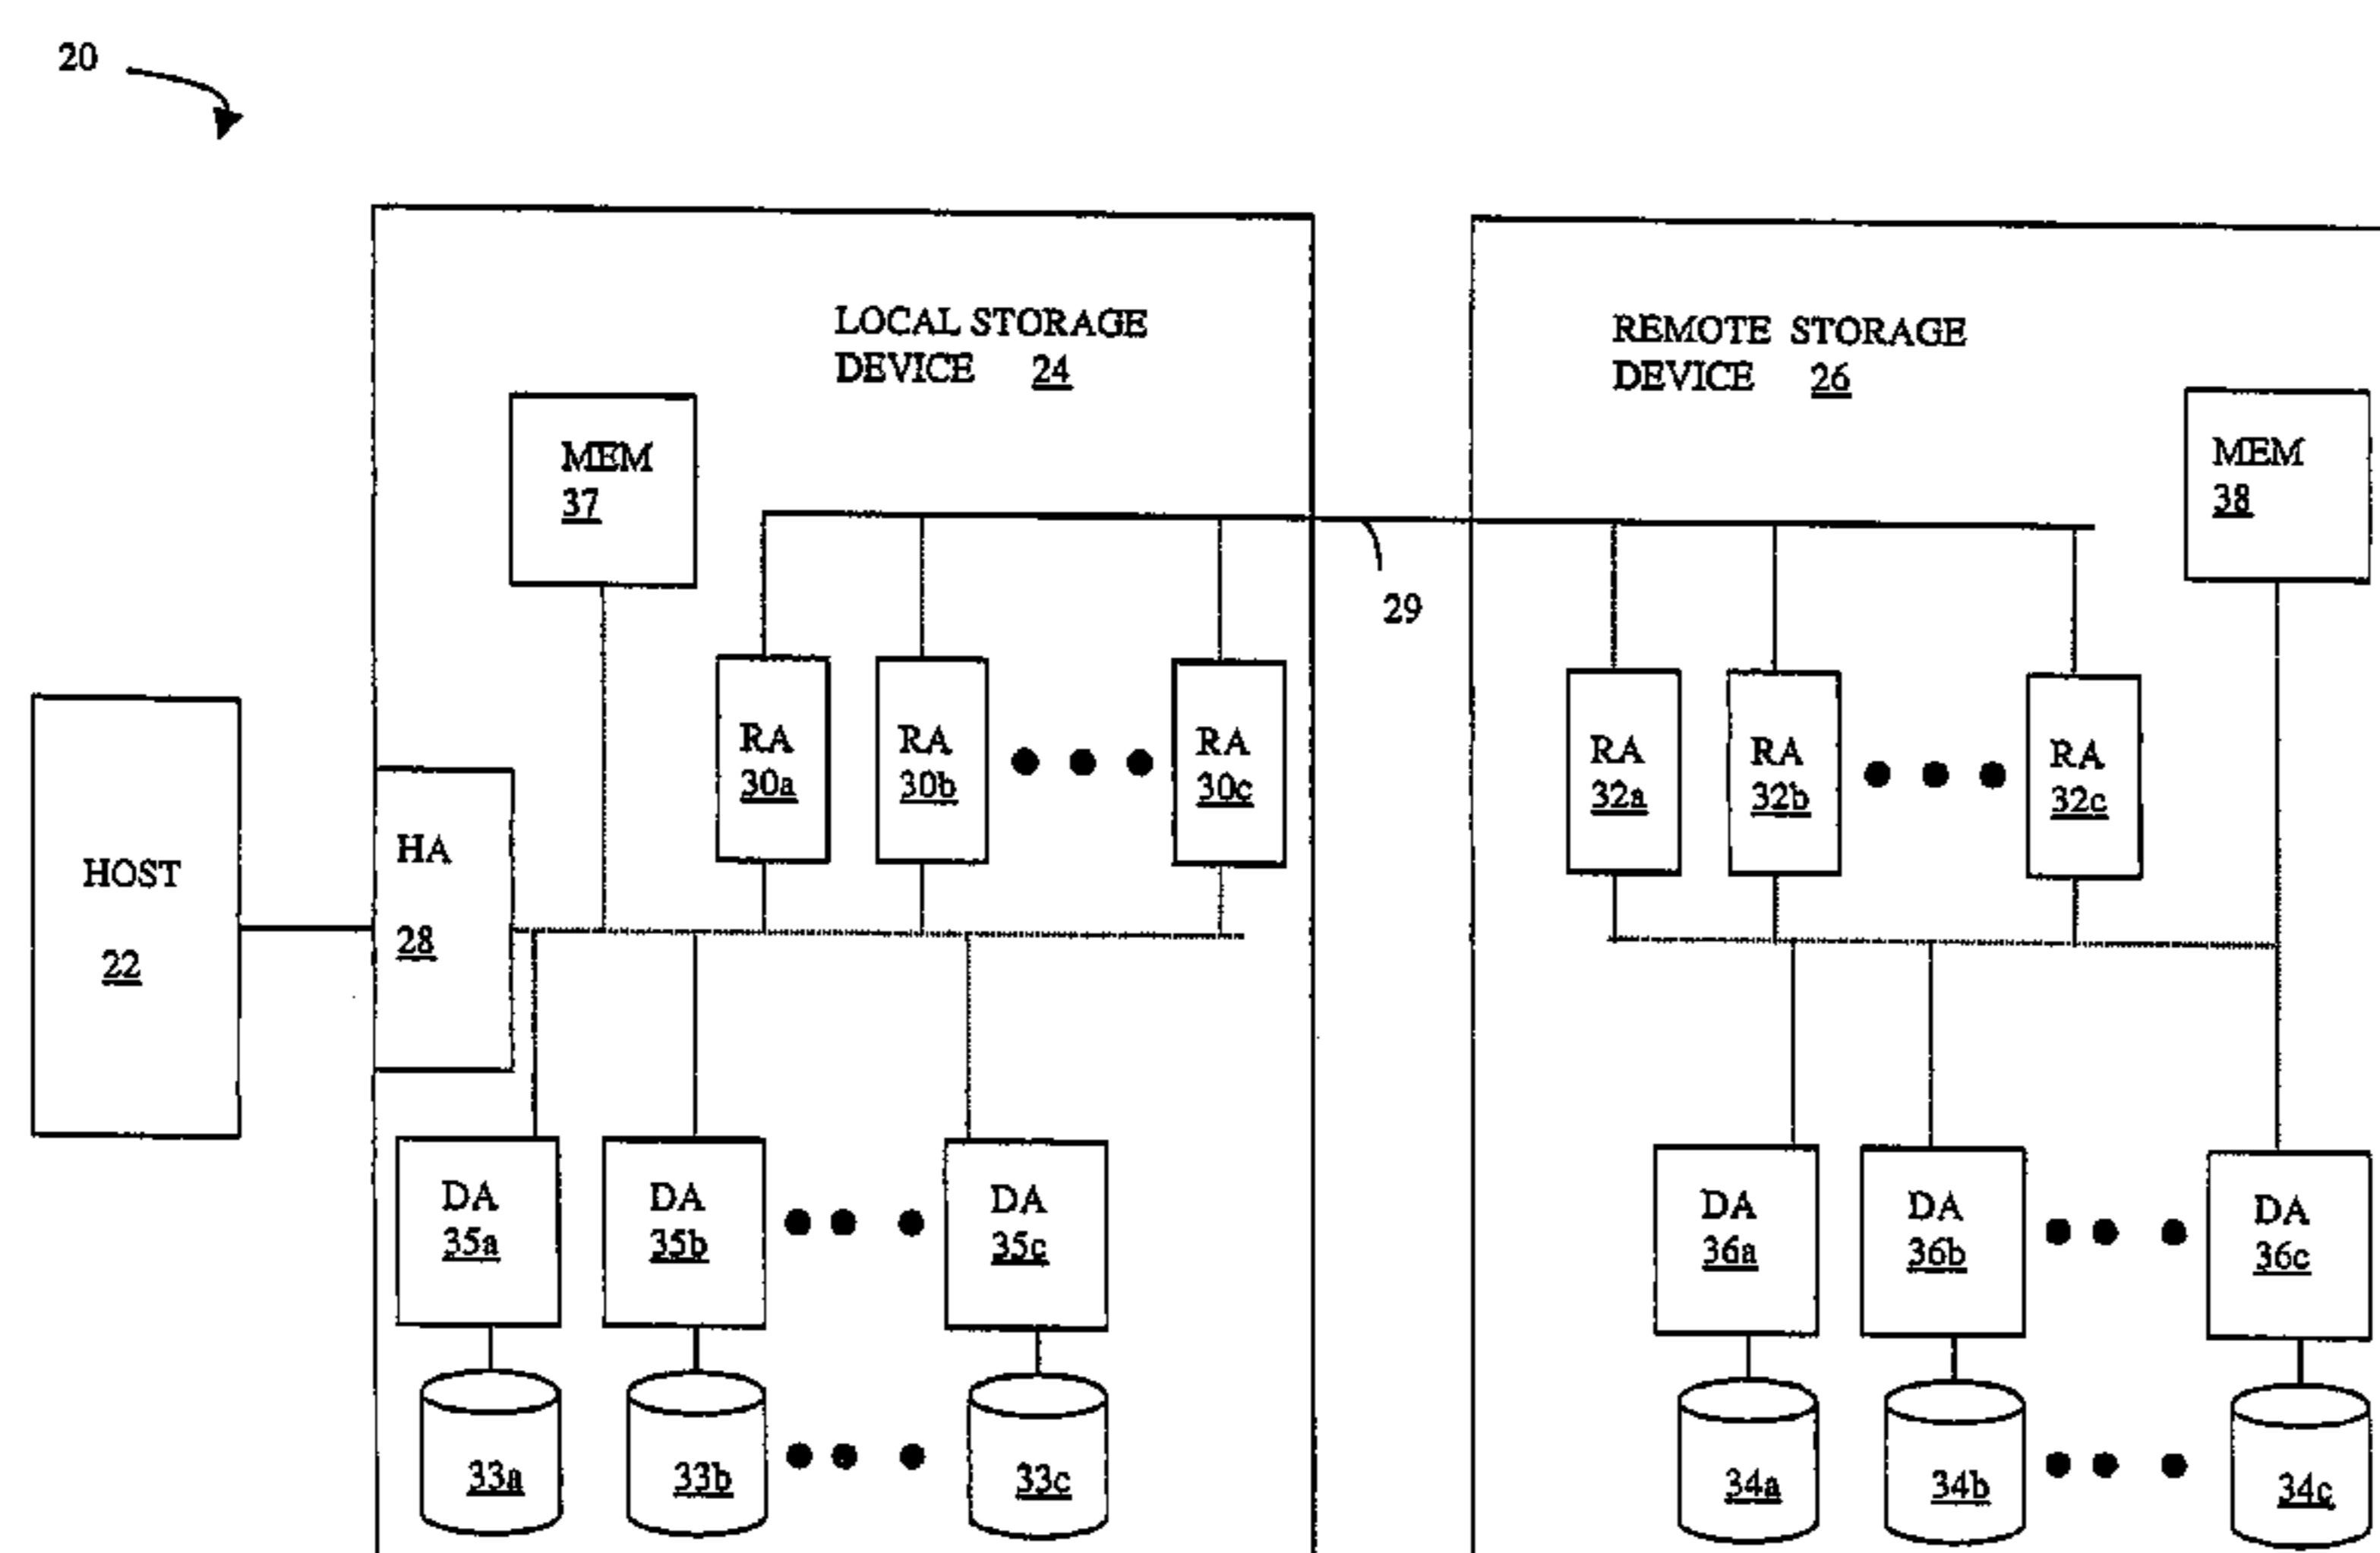 20
LOCAL STORAGE
DEVICE 24
REMOTE STORAGE
DEVICE 26
MEM
37
MEM
38
29
RA
30a
RA
30b
RA
30c
RA
32a
RA
32b
RA
32c
HOST
22
HA
28
DA
35a
DA
35b
DA
35c
DA
36a
DA
36b
DA
36c
33a
33b
33c
34a
34b
34c